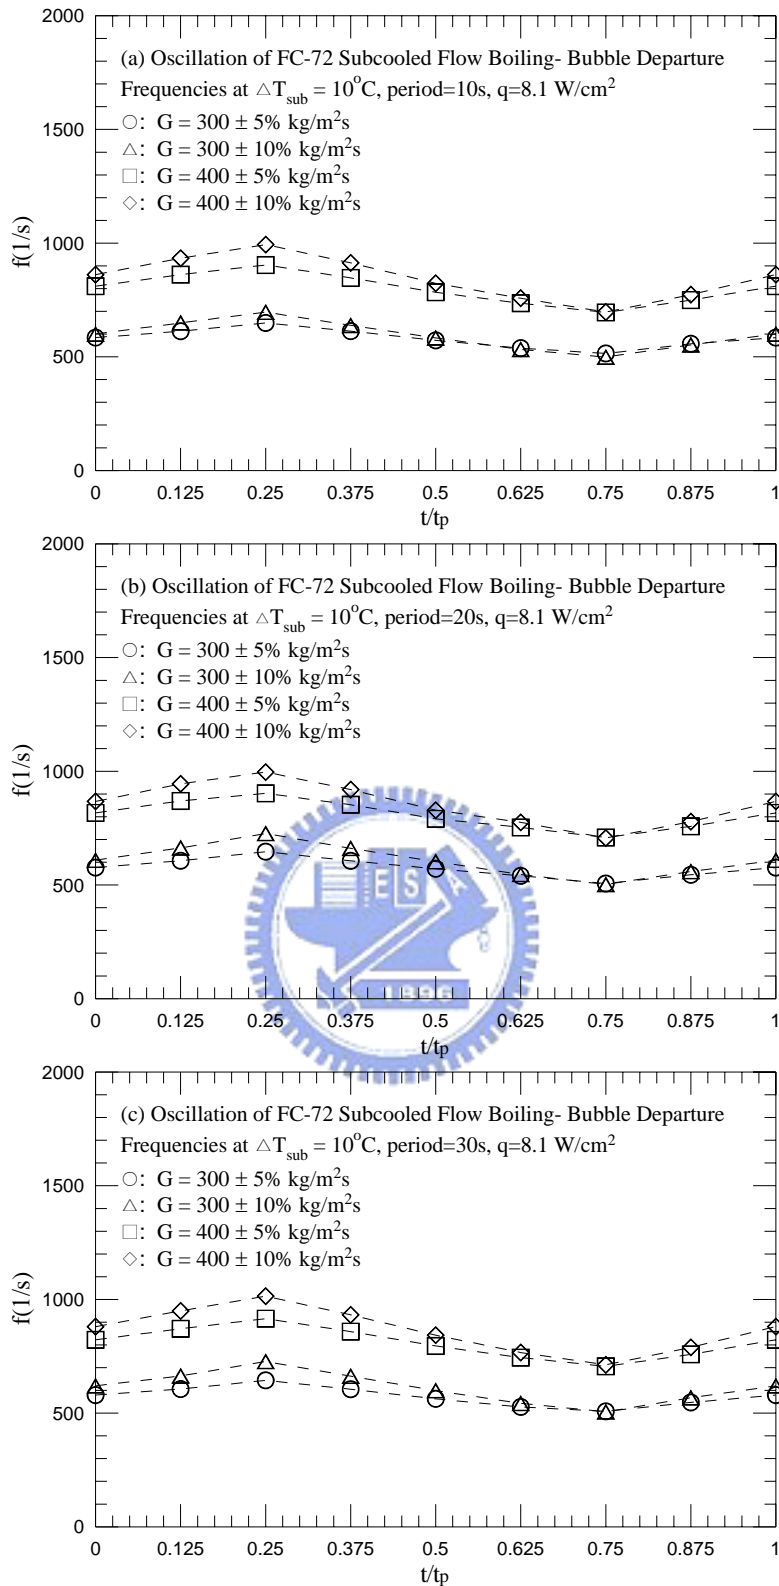 2000
(a) Oscillation of FC-72 Subcooled Flow Boiling- Bubble Departure
Frequencies at △Tsub = 10°C, period=10s, q=8.1 W/cm²
1500
○: G = 300 ± 5% kg/m²s
△: G = 300 ± 10% kg/m²s
□: G = 400 ± 5% kg/m²s
◇: G = 400 ± 10% kg/m²s
f(1/s)
1000
500
0
0 0.125 0.25 0.375 0.5 0.625 0.75 0.875 1
t/tp
2000
(b) Oscillation of FC-72 Subcooled Flow Boiling- Bubble Departure
Frequencies at △Tsub = 10°C, period=20s, q=8.1 W/cm²
1500
○: G = 300 ± 5% kg/m²s
△: G = 300 ± 10% kg/m²s
□: G = 400 ± 5% kg/m²s
◇: G = 400 ± 10% kg/m²s
f(1/s)
1000
E S A
500
1896
0
0 0.125 0.25 0.375 0.5 0.625 0.75 0.875 1
t/tp
2000
(c) Oscillation of FC-72 Subcooled Flow Boiling- Bubble Departure
Frequencies at △Tsub = 10°C, period=30s, q=8.1 W/cm²
1500
○: G = 300 ± 5% kg/m²s
△: G = 300 ± 10% kg/m²s
□: G = 400 ± 5% kg/m²s
◇: G = 400 ± 10% kg/m²s
f(1/s)
1000
500
0
0 0.125 0.25 0.375 0.5 0.625 0.75 0.875 1
t/tp